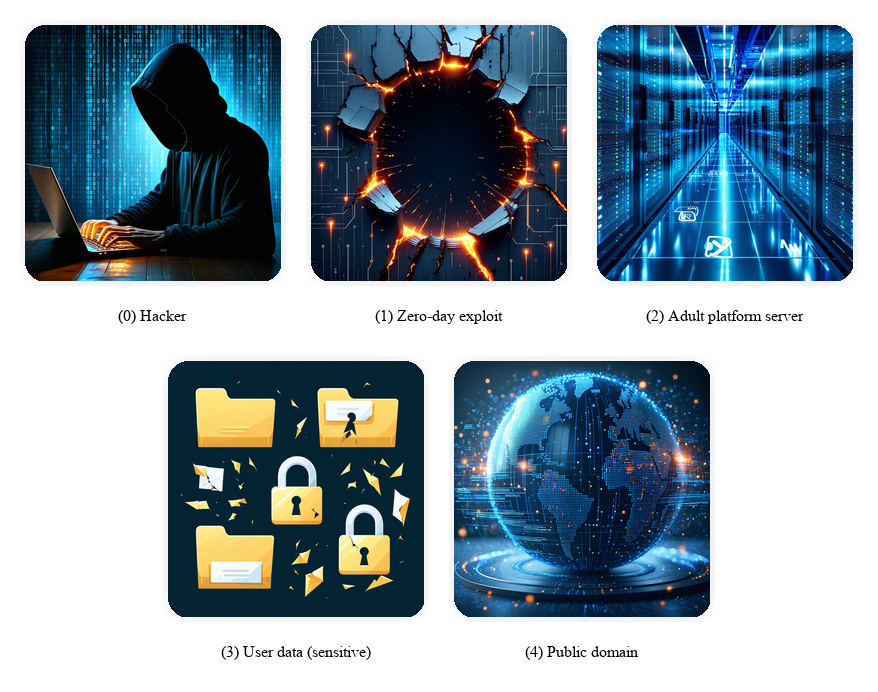 (0) Hacker
(1) Zero-day exploit
(2) Adult platform server
(3) User data (sensitive)
(4) Public domain